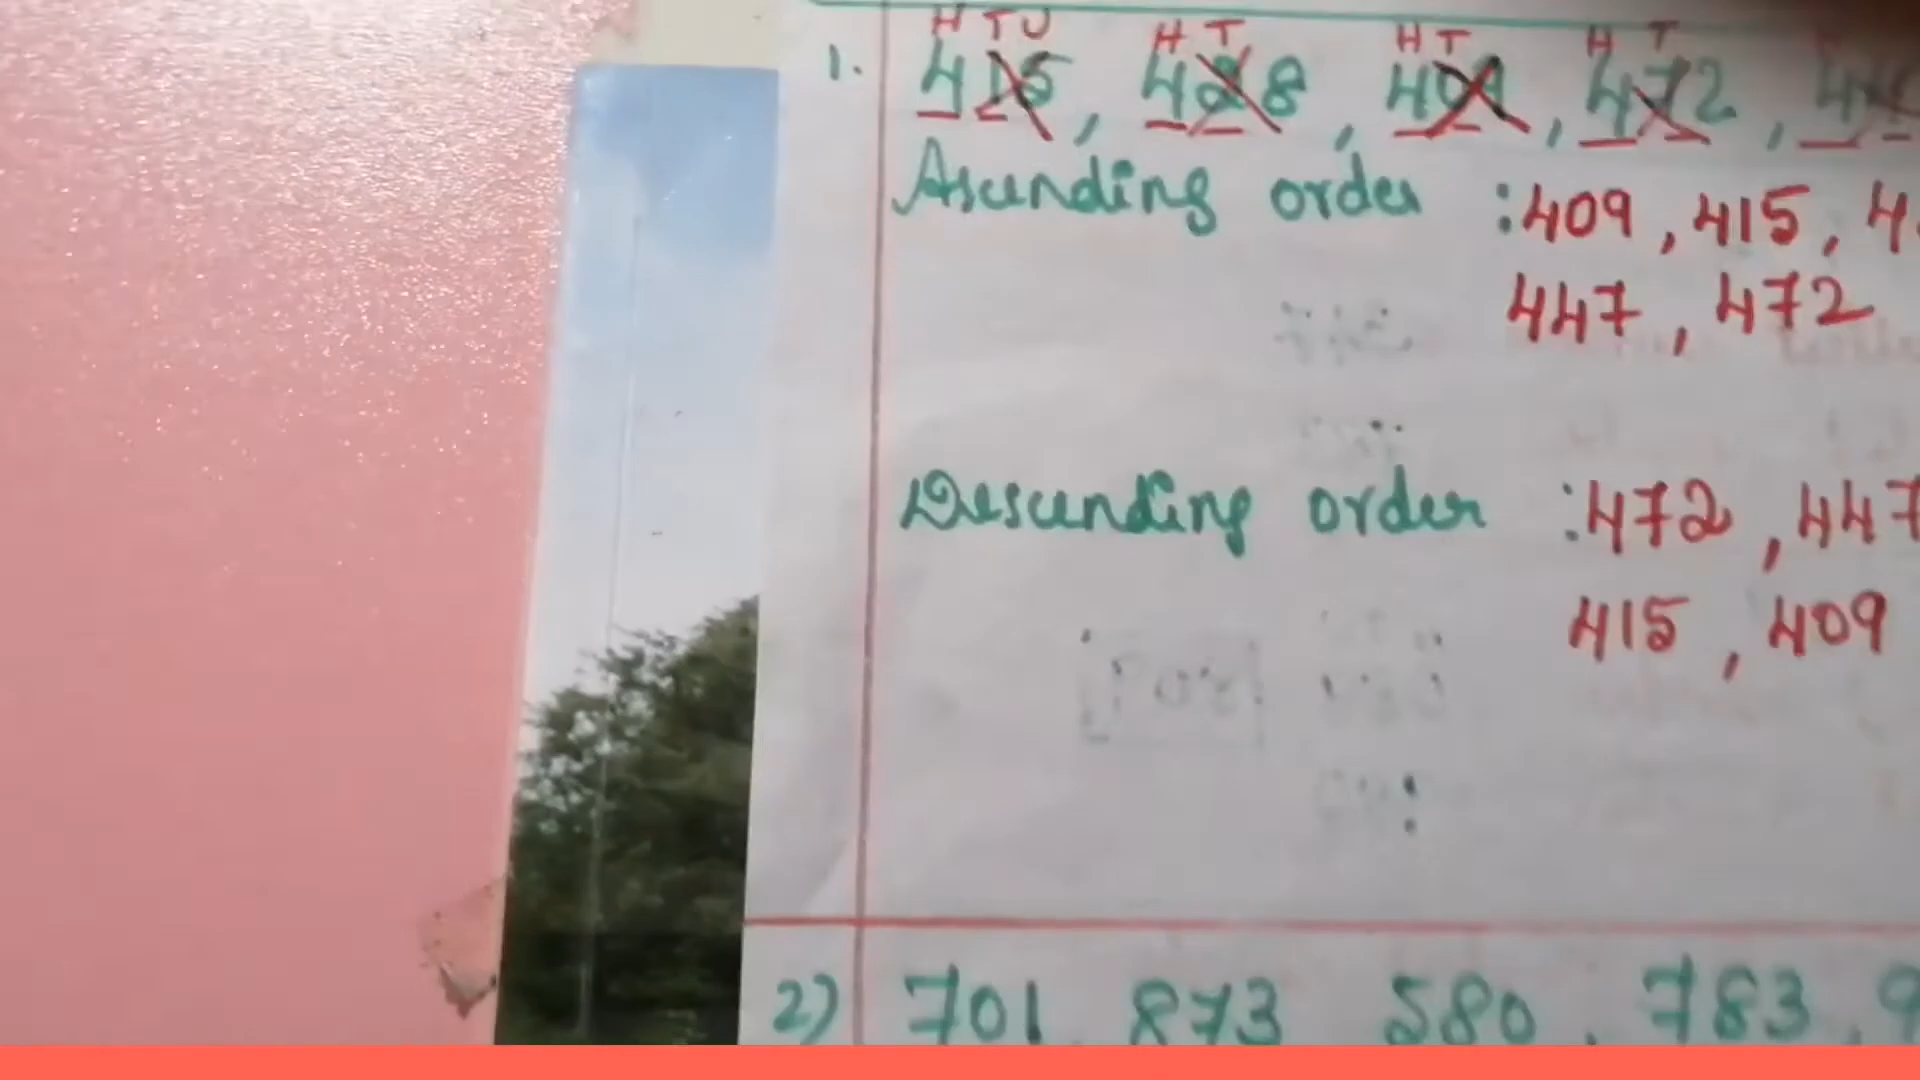 H T U H T H T H T
1. 415, 428, 409, 472,
Ascending order : 409, 415,
447, 472
Descending order : 472, 447
415, 409
2) 701, 873 580, 783,